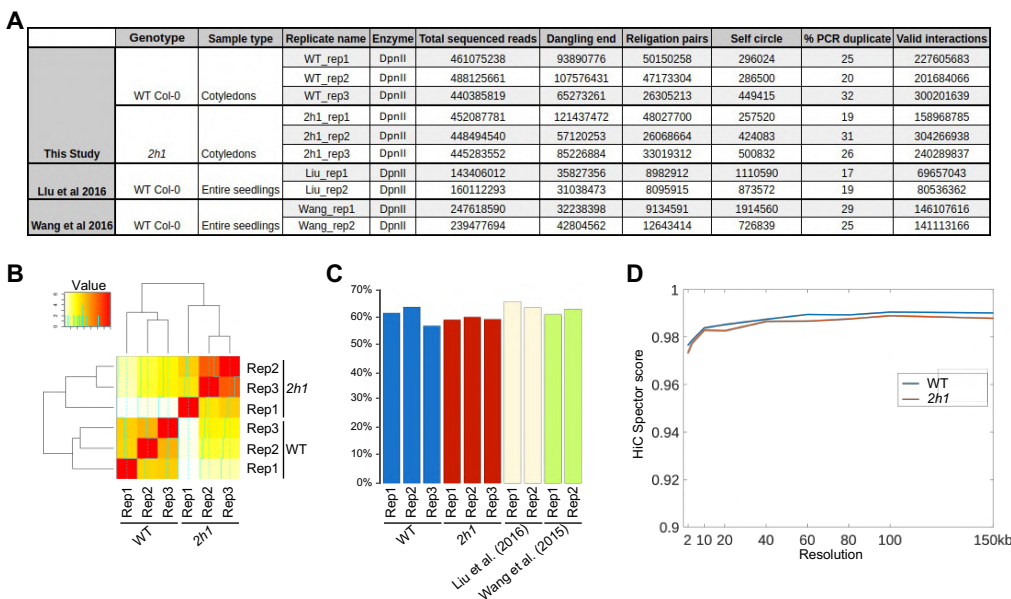 A
Genotype Sample type Replicate name Enzyme Total sequenced reads Dangling end Religation pairs Self circle % PCR duplicate Valid interactions
This Study WT Col-0 Cotyledons WT_rep1 DpnII 461075238 93890776 50150258 296024 25 227605683
WT_rep2 DpnII 488125661 107576431 47173304 286500 20 201684066
WT_rep3 DpnII 440385819 65273261 26305213 449415 32 300201639
2h1 Cotyledons 2h1_rep1 DpnII 452087781 121437472 48027700 257520 19 158968785
2h1_rep2 DpnII 448494540 57120253 26068664 424083 31 304266938
2h1_rep3 DpnII 445283552 85226884 33019312 500832 26 240289837
LIu et al 2016 WT Col-0 Entire seedlings Liu_rep1 DpnII 143406012 35827356 8982912 1110590 17 69657043
Liu_rep2 DpnII 160112293 31038473 8095915 873572 19 80536362
Wang et al 2016 WT Col-0 Entire seedlings Wang_rep1 DpnII 247618590 32238398 9134591 1914560 29 146107616
Wang_rep2 DpnII 239477694 42804562 12643414 726839 25 141113166
B
Value
Rep2
Rep3
Rep1
2h1
Rep3
Rep2
Rep1
WT
Rep1 Rep2 Rep3 Rep1 Rep2 Rep3
WT 2h1
C
70%
60%
50%
40%
30%
20%
10%
0%
Rep1 Rep2 Rep3 Rep1 Rep2 Rep3 Rep1 Rep2 Rep1 Rep2
WT 2h1 Liu et al. (2016) Wang et al. (2015)
D
HiC Spector score
1
0.98
0.96
0.94
0.92
0.9
WT
2h1
2 10 20 40 60 80 100 150kb
Resolution